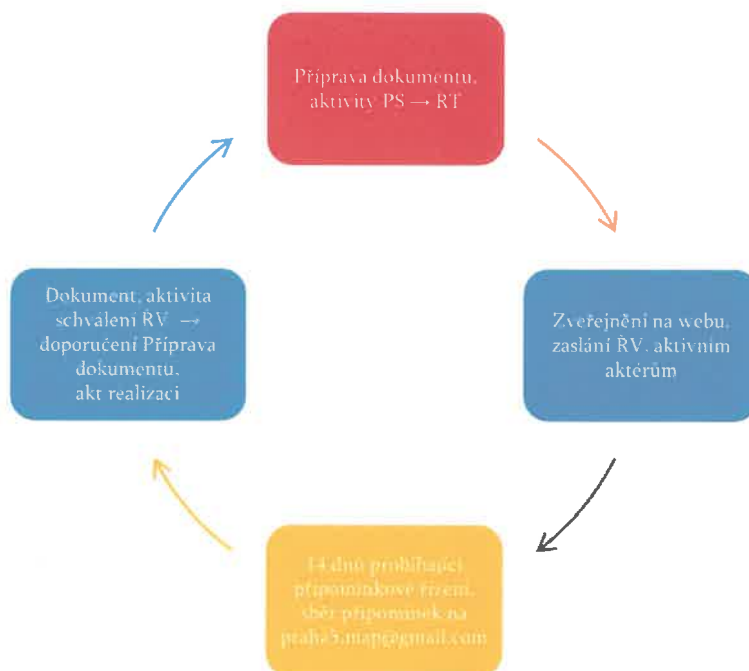 Příprava dokumentu,
aktivity PS → RT
Zveřejnění na webu,
zaslání ŘV, aktivním
aktérům
14 dnů probíhající
připomínkové řízení,
sběr připomínek na
praha5.map@gmail.com
Dokument, aktivita
schválení ŘV →
doporučení Příprava
dokumentu,
akt realizaci